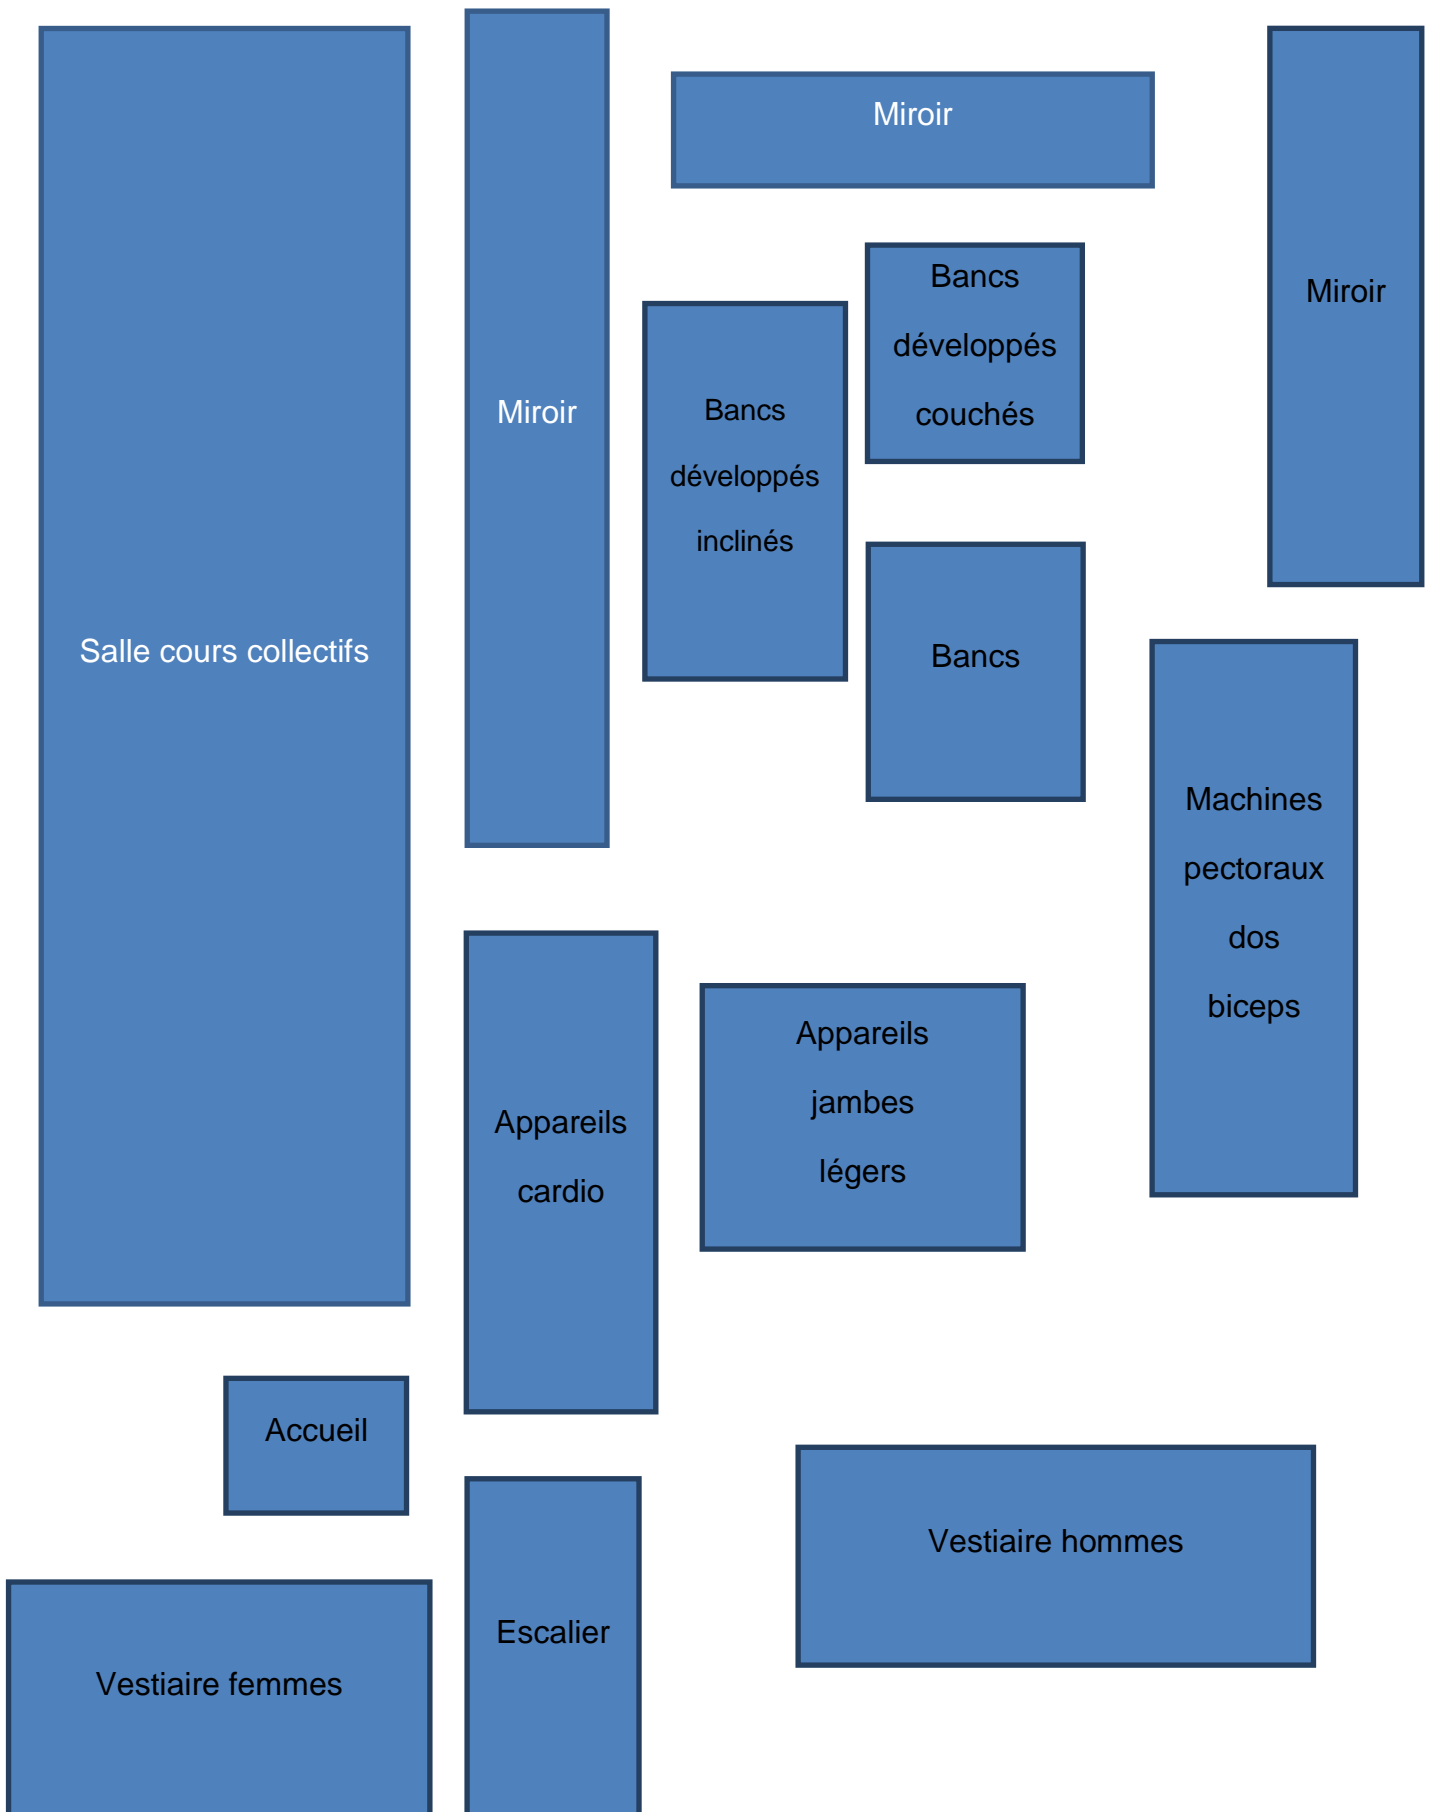 Miroir
Bancs
développés
couchés
Miroir
Miroir
Bancs
développés
inclinés
Salle cours collectifs
Bancs
Machines
pectoraux
dos
biceps
Appareils
cardio
Appareils
jambes
légers
Accueil
Vestiaire hommes
Escalier
Vestiaire femmes